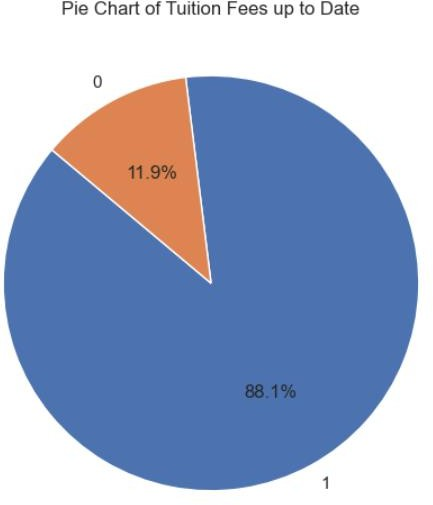 Pie Chart of Tuition Fees up to Date
0
11.9%
88.1%
1